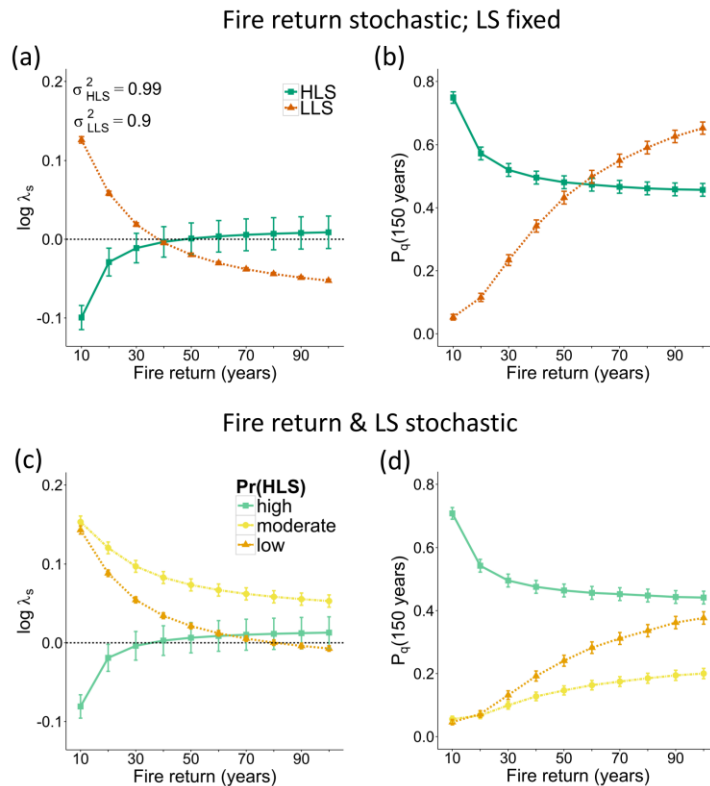 Fire return stochastic; LS fixed
(a)
σ²HLS = 0.99
σ²LLS = 0.9
HLS
LLS
0.2
0.1
0.0
-0.1
log λs
10 30 50 70 90
Fire return (years)
(b)
0.8
0.6
0.4
0.2
0.0
Pq(150 years)
10 30 50 70 90
Fire return (years)
Fire return & LS stochastic
(c)
Pr(HLS)
high
moderate
low
0.2
0.1
0.0
-0.1
log λs
10 30 50 70 90
Fire return (years)
(d)
0.8
0.6
0.4
0.2
0.0
Pq(150 years)
10 30 50 70 90
Fire return (years)